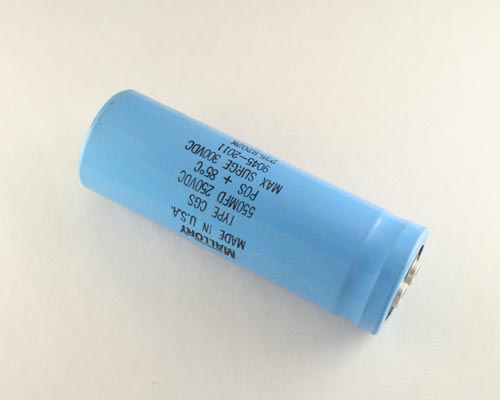 MALLORY
MADE IN U.S.A.
TYPE CGS
550MFD 250VDC
POS + 85°C
MAX SURGE 300VDC
9045-2011